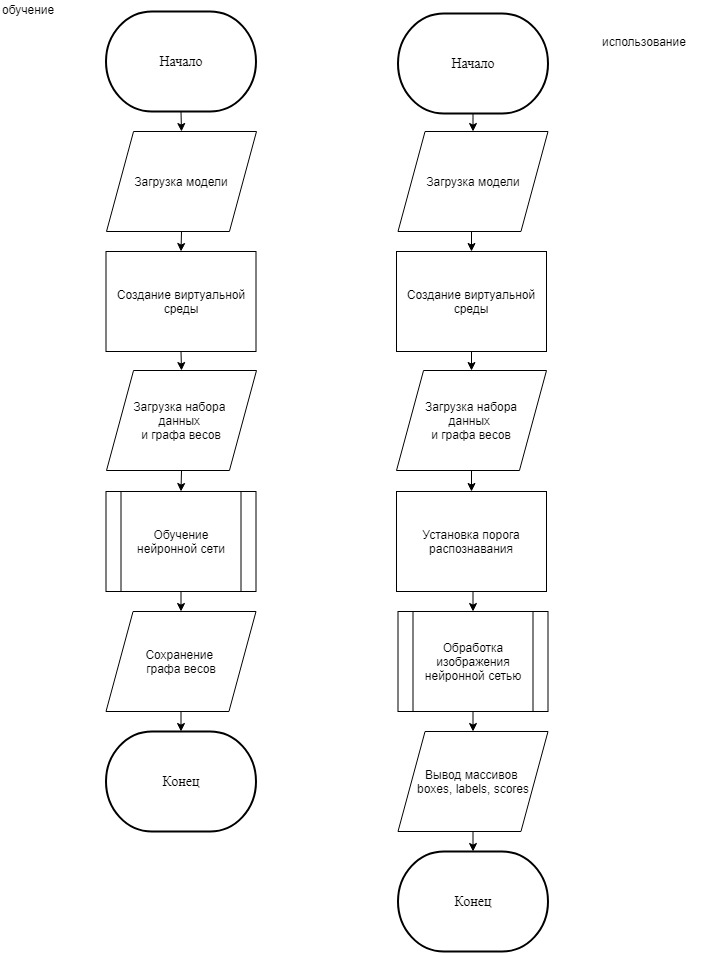 обучение
Начало
Загрузка модели
Создание виртуальной
среды
Загрузка набора
данных
и графа весов
Обучение
нейронной сети
Сохранение
графа весов
Конец
использование
Начало
Загрузка модели
Создание виртуальной
среды
Загрузка набора
данных
и графа весов
Установка порога
распознавания
Обработка
изображения
нейронной сетью
Вывод массивов
boxes, labels, scores
Конец